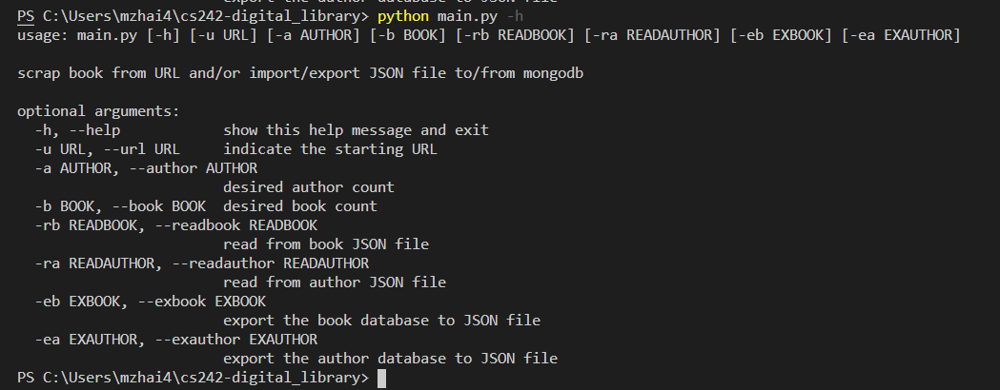 export the author database to JSON file
PS C:\Users\mzhai4\cs242-digital_library> python main.py -h
usage: main.py [-h] [-u URL] [-a AUTHOR] [-b BOOK] [-rb READBOOK] [-ra READAUTHOR] [-eb EXBOOK] [-ea EXAUTHOR]
scrap book from URL and/or import/export JSON file to/from mongodb
optional arguments:
-h, --help show this help message and exit
-u URL, --url URL indicate the starting URL
-a AUTHOR, --author AUTHOR
desired author count
-b BOOK, --book BOOK desired book count
-rb READBOOK, --readbook READBOOK
read from book JSON file
-ra READAUTHOR, --readauthor READAUTHOR
read from author JSON file
-eb EXBOOK, --exbook EXBOOK
export the book database to JSON file
-ea EXAUTHOR, --exauthor EXAUTHOR
export the author database to JSON file
PS C:\Users\mzhai4\cs242-digital_library>